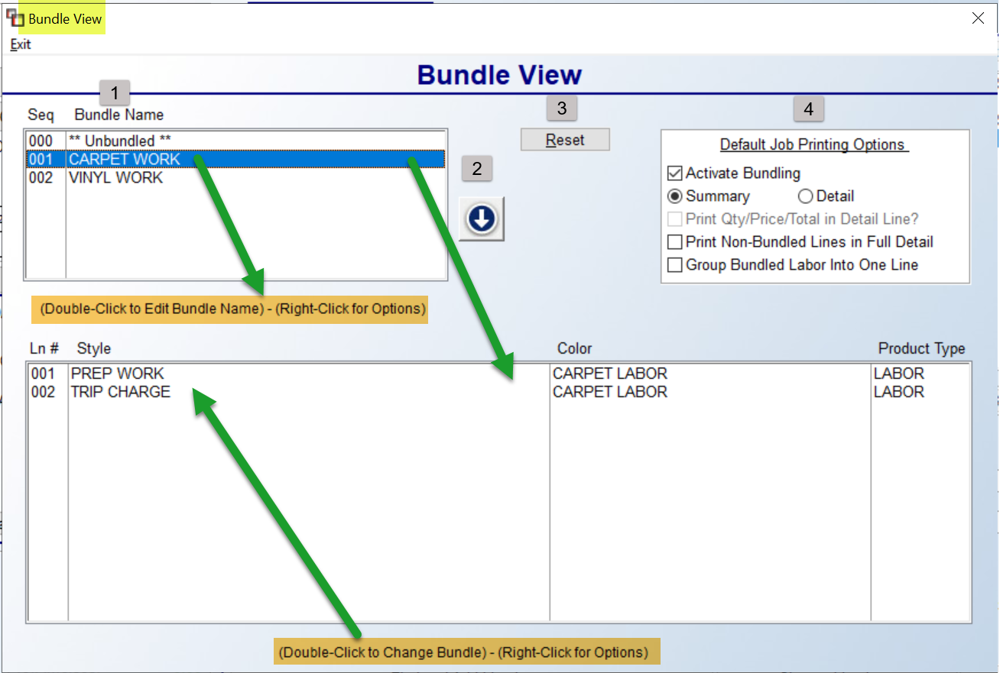 Bundle View
Exit
Bundle View
1
3
4
Seq Bundle Name
000 ** Unbundled **
001 CARPET WORK
002 VINYL WORK
2
Reset
Default Job Printing Options
Activate Bundling
Summary Detail
Print Qty/Price/Total in Detail Line?
Print Non-Bundled Lines in Full Detail
Group Bundled Labor Into One Line
(Double-Click to Edit Bundle Name) - (Right-Click for Options)
Ln # Style Color Product Type
001 PREP WORK CARPET LABOR LABOR
002 TRIP CHARGE CARPET LABOR LABOR
(Double-Click to Change Bundle) - (Right-Click for Options)